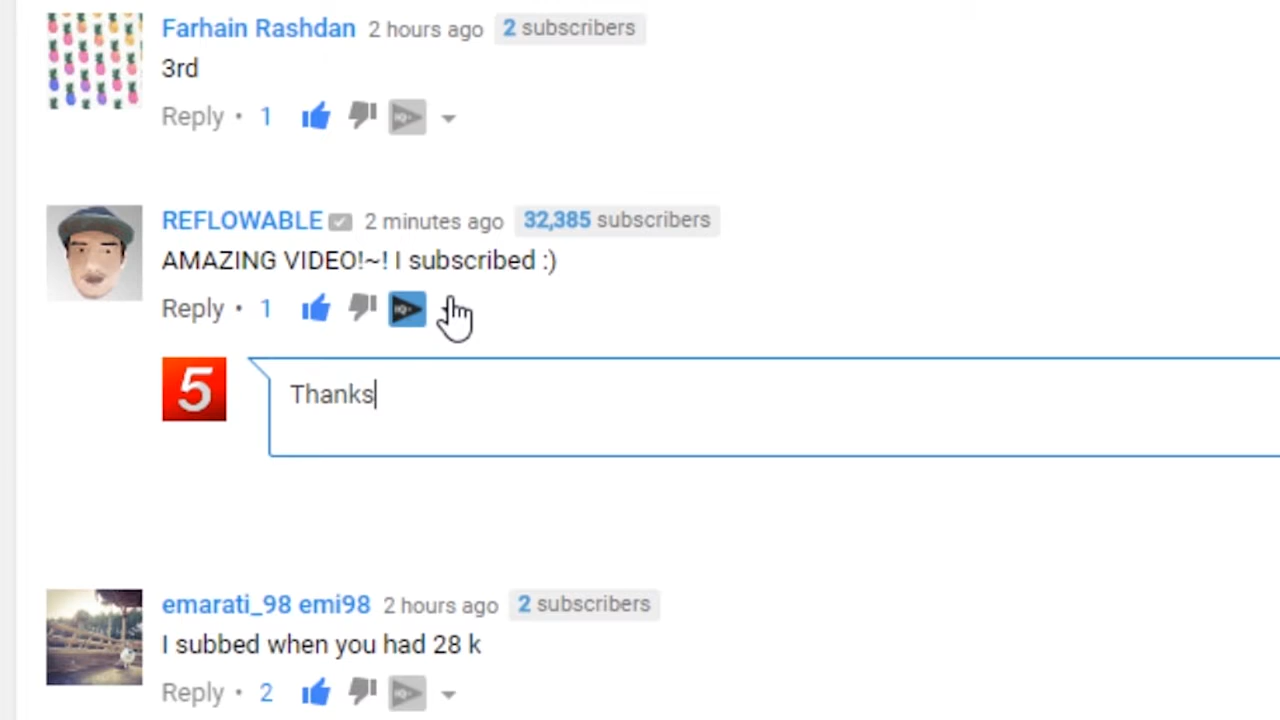 Farhain Rashdan 2 hours ago 2 subscribers
3rd
Reply • 1
REFLOWABLE 2 minutes ago 32,385 subscribers
AMAZING VIDEO!~! I subscribed :)
Reply • 1
5
Thanks
emarati_98 emi98 2 hours ago 2 subscribers
I subbed when you had 28 k
Reply • 2